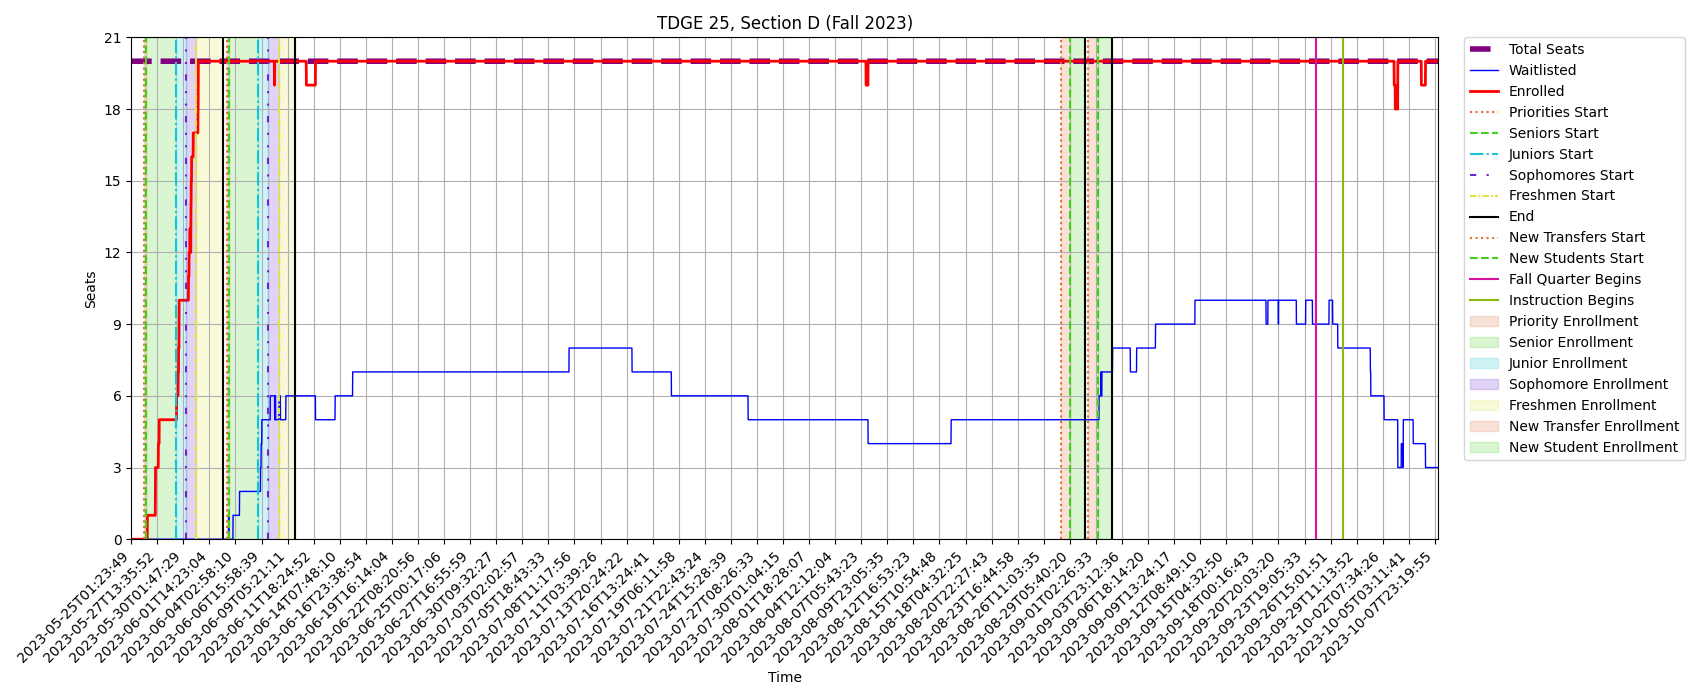 TDGE 25, Section D (Fall 2023)
21
18
15
12
9
6
3
0
Seats
2023-05-25T01:23:49
2023-05-27T13:35:52
2023-05-30T01:47:29
2023-06-01T14:23:04
2023-06-04T02:58:10
2023-06-06T15:58:39
2023-06-09T05:21:11
2023-06-11T18:24:52
2023-06-14T07:48:10
2023-06-16T23:38:54
2023-06-19T16:14:04
2023-06-22T08:20:56
2023-06-25T00:17:06
2023-06-27T16:55:59
2023-06-30T09:32:27
2023-07-03T02:02:57
2023-07-05T18:43:33
2023-07-08T11:17:56
2023-07-11T03:39:26
2023-07-13T20:24:22
2023-07-16T13:24:41
2023-07-19T06:11:58
2023-07-21T22:43:24
2023-07-24T15:28:39
2023-07-27T08:26:33
2023-07-30T01:04:15
2023-08-01T18:28:07
2023-08-04T12:12:04
2023-08-07T05:43:23
2023-08-09T23:05:35
2023-08-12T16:53:23
2023-08-15T10:54:48
2023-08-18T04:32:25
2023-08-20T22:27:43
2023-08-23T16:44:58
2023-08-26T11:03:35
2023-08-29T05:40:20
2023-09-01T02:26:33
2023-09-03T23:12:36
2023-09-06T18:14:20
2023-09-09T13:24:17
2023-09-12T08:49:10
2023-09-15T04:32:50
2023-09-18T00:16:43
2023-09-20T20:03:20
2023-09-23T19:05:33
2023-09-26T15:01:51
2023-09-29T11:13:52
2023-10-02T07:34:26
2023-10-05T03:11:41
2023-10-07T23:19:55
Time
Total Seats
Waitlisted
Enrolled
Priorities Start
Seniors Start
Juniors Start
Sophomores Start
Freshmen Start
End
New Transfers Start
New Students Start
Fall Quarter Begins
Instruction Begins
Priority Enrollment
Senior Enrollment
Junior Enrollment
Sophomore Enrollment
Freshmen Enrollment
New Transfer Enrollment
New Student Enrollment